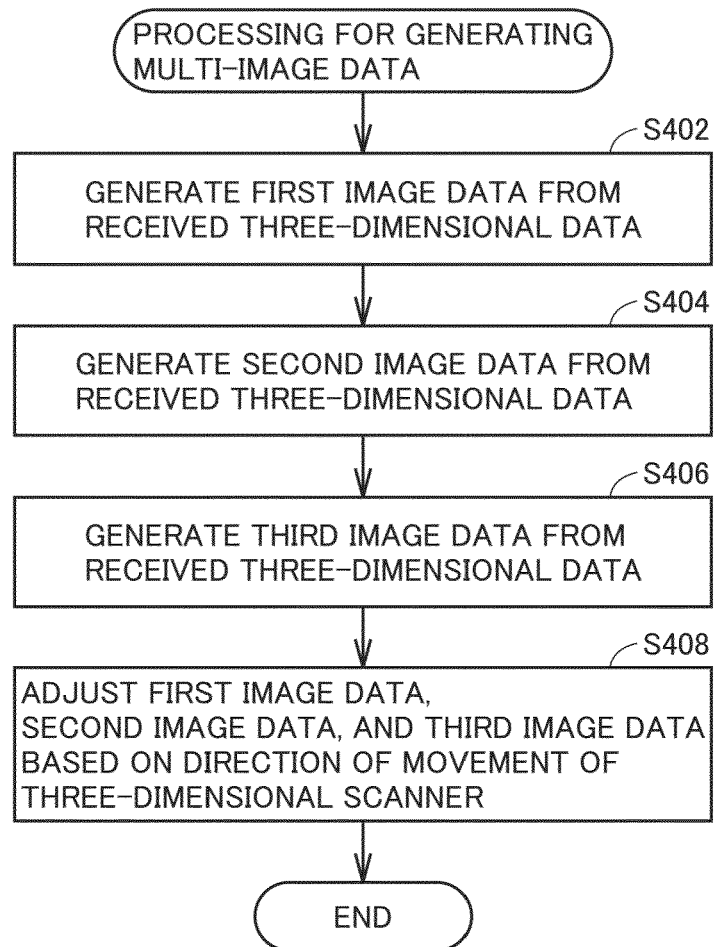 PROCESSING FOR GENERATING
MULTI-IMAGE DATA
S402
GENERATE FIRST IMAGE DATA FROM
RECEIVED THREE-DIMENSIONAL DATA
S404
GENERATE SECOND IMAGE DATA FROM
RECEIVED THREE-DIMENSIONAL DATA
S406
GENERATE THIRD IMAGE DATA FROM
RECEIVED THREE-DIMENSIONAL DATA
S408
ADJUST FIRST IMAGE DATA,
SECOND IMAGE DATA, AND THIRD IMAGE DATA
BASED ON DIRECTION OF MOVEMENT OF
THREE-DIMENSIONAL SCANNER
END